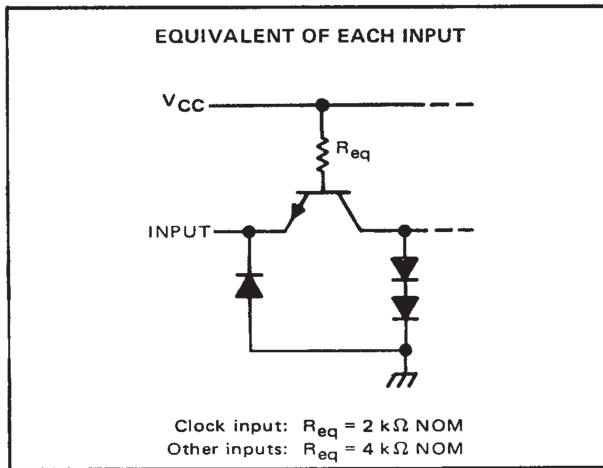 EQUIVALENT OF EACH INPUT
VCC
Req
INPUT
Clock input: Req = 2 kΩ NOM
Other inputs: Req = 4 kΩ NOM